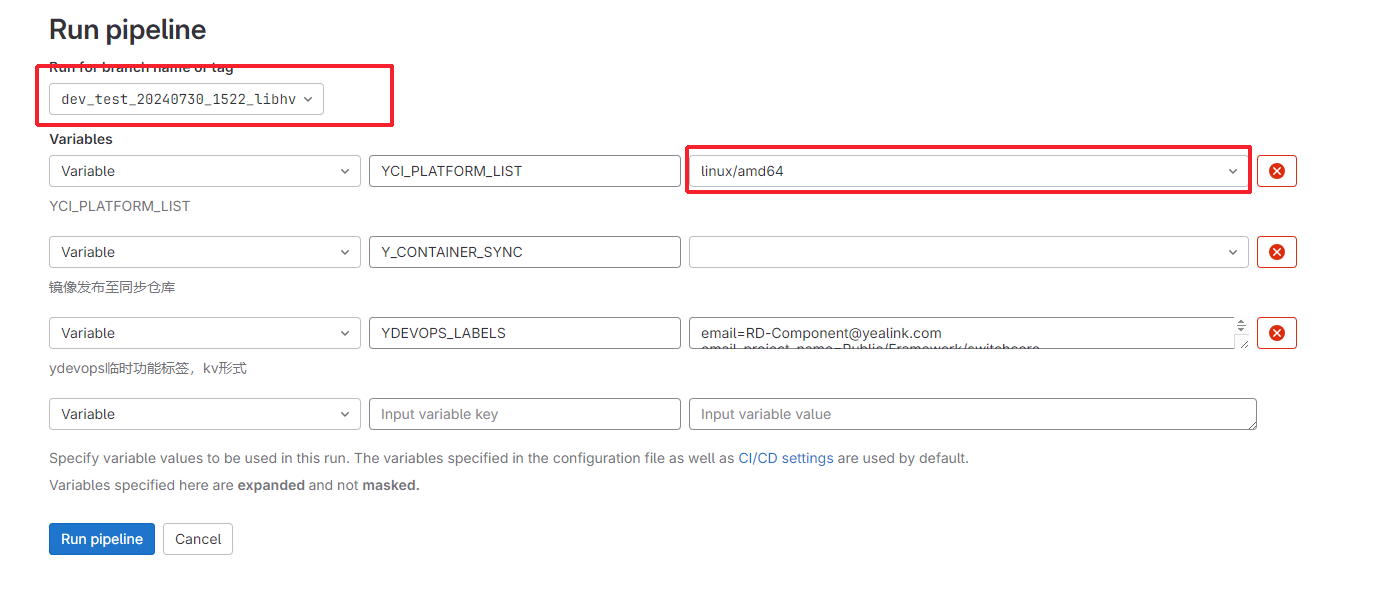 Run pipeline
Run for branch name or tag
dev_test_20240730_1522_libhv
Variables
Variable YCI_PLATFORM_LIST linux/amd64
YCI_PLATFORM_LIST
Variable Y_CONTAINER_SYNC
镜像发布至同步仓库
Variable YDEVOPS_LABELS email=RD-Component@yealink.com
email_project_name=Public/Framework/switchcore
ydevops临时功能标签，kv形式
Variable Input variable key Input variable value
Specify variable values to be used in this run. The variables specified in the configuration file as well as CI/CD settings are used by default.
Variables specified here are expanded and not masked.
Run pipeline Cancel